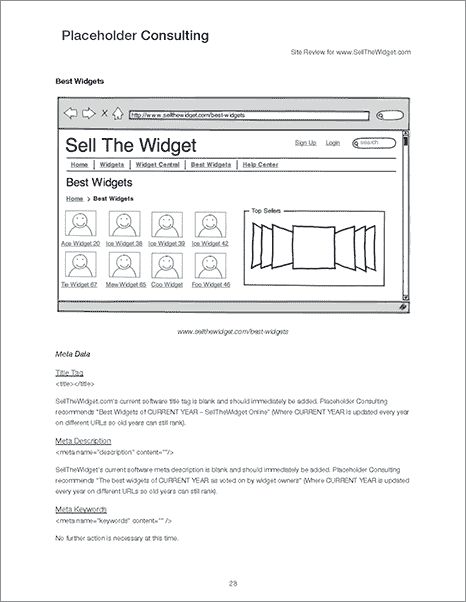 Placeholder Consulting
Site Review for www.SellTheWidget.com
Best Widgets
X http://www.sellthewidget.com/best-widgets
Sell The Widget
Sign Up Login search
Home Widgets Widget Central Best Widgets Help Center
Best Widgets
Home > Best Widgets
Top Sellers
Ace Widget 20 Ice Widget 38 Ice Widget 39 Ice Widget 42
Tie Widget 67 Mew Widget 65 Coo Widget Foo Widget 46
www.sellthewidget.com/best-widgets
Meta Data
Title Tag
<title></title>
SellTheWidget.com's current software title tag is blank and should immediately be added. Placeholder Consulting
recommends "Best Widgets of CURRENT YEAR – SellTheWidget Online" (Where CURRENT YEAR is updated every year
on different URLs so old years can still rank).
Meta Description
<meta name="description" content=""/>
SellTheWidget's current software meta description is blank and should immediately be added. Placeholder Consulting
recommends "The best widgets of CURRENT YEAR as voted on by widget owners" (Where CURRENT YEAR is updated
every year on different URLs so old years can still rank).
Meta Keywords
<meta name="keywords" content="" />
No further action is necessary at this time.